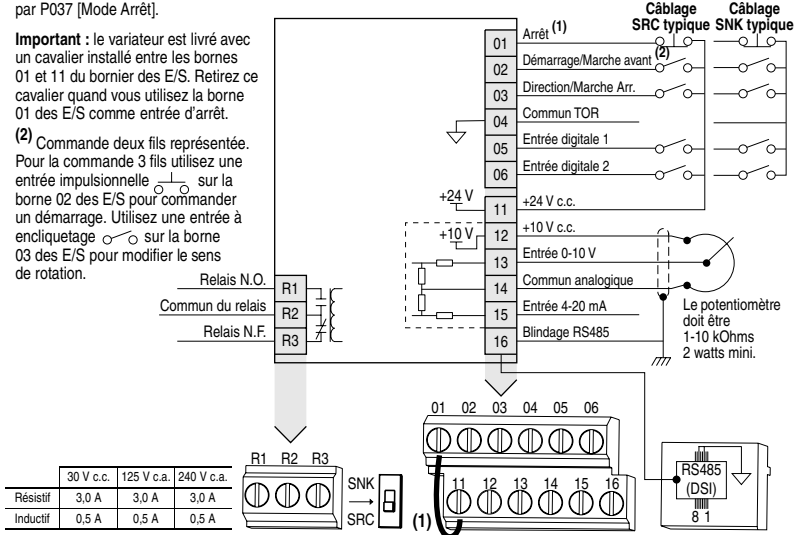 par P037 [Mode Arrêt].
Important : le variateur est livré avec
un cavalier installé entre les bornes
01 et 11 du bornier des E/S. Retirez ce
cavalier quand vous utilisez la borne
01 des E/S comme entrée d'arrêt.
(2) Commande deux fils représentée.
Pour la commande 3 fils utilisez une
entrée impulsionnelle sur la
borne 02 des E/S pour commander
un démarrage. Utilisez une entrée à
encliquetage sur la borne
03 des E/S pour modifier le sens
de rotation.
Câblage
SRC typique
Câblage
SNK typique
01 Arrêt (1)
02 Démarrage/Marche avant (2)
03 Direction/Marche Arr.
04 Commun TOR
05 Entrée digitale 1
06 Entrée digitale 2
+24 V 11 +24 V c.c.
+10 V 12 +10 V c.c.
13 Entrée 0-10 V
14 Commun analogique
15 Entrée 4-20 mA
16 Blindage RS485
Relais N.O. R1
Commun du relais R2
Relais N.F. R3
Le potentiomètre
doit être
1-10 kOhms
2 watts mini.
01 02 03 04 05 06
11 12 13 14 15 16
(1)
R1 R2 R3
SNK
SRC
RS485
(DSI)
8 1
30 V c.c. 125 V c.a. 240 V c.a.
Résistif 3,0 A 3,0 A 3,0 A
Inductif 0,5 A 0,5 A 0,5 A